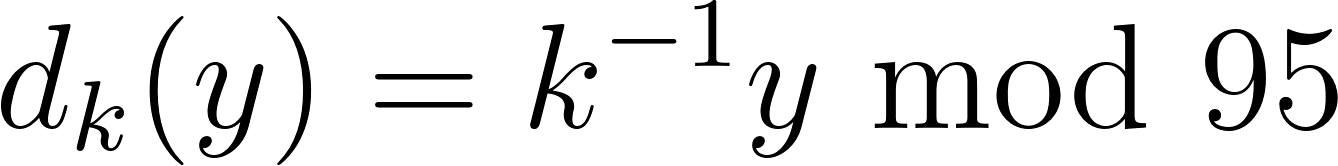 d_k(y) = k^{-1}y mod 95